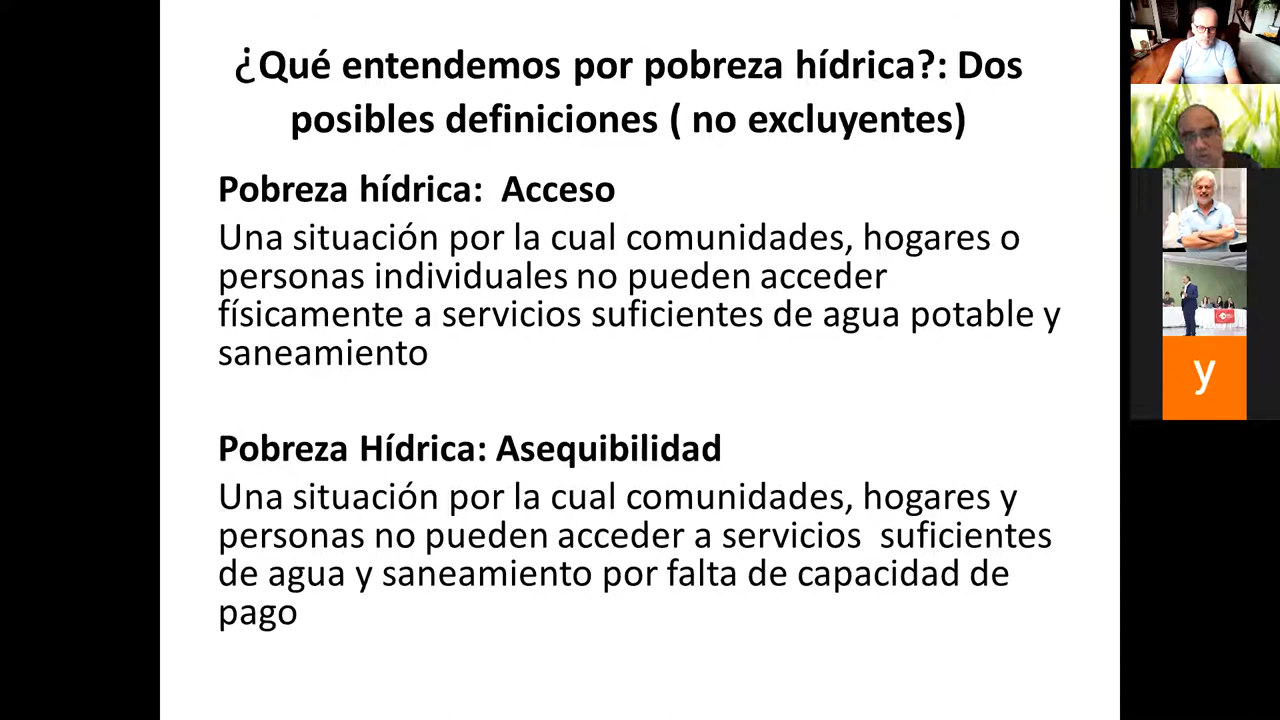 ¿Qué entendemos por pobreza hídrica?: Dos
posibles definiciones ( no excluyentes)
Pobreza hídrica:  Acceso
Una situación por la cual comunidades, hogares o
personas individuales no pueden acceder
físicamente a servicios suficientes de agua potable y
saneamiento
Pobreza Hídrica: Asequibilidad
Una situación por la cual comunidades, hogares y
personas no pueden acceder a servicios  suficientes
de agua y saneamiento por falta de capacidad de
pago
y